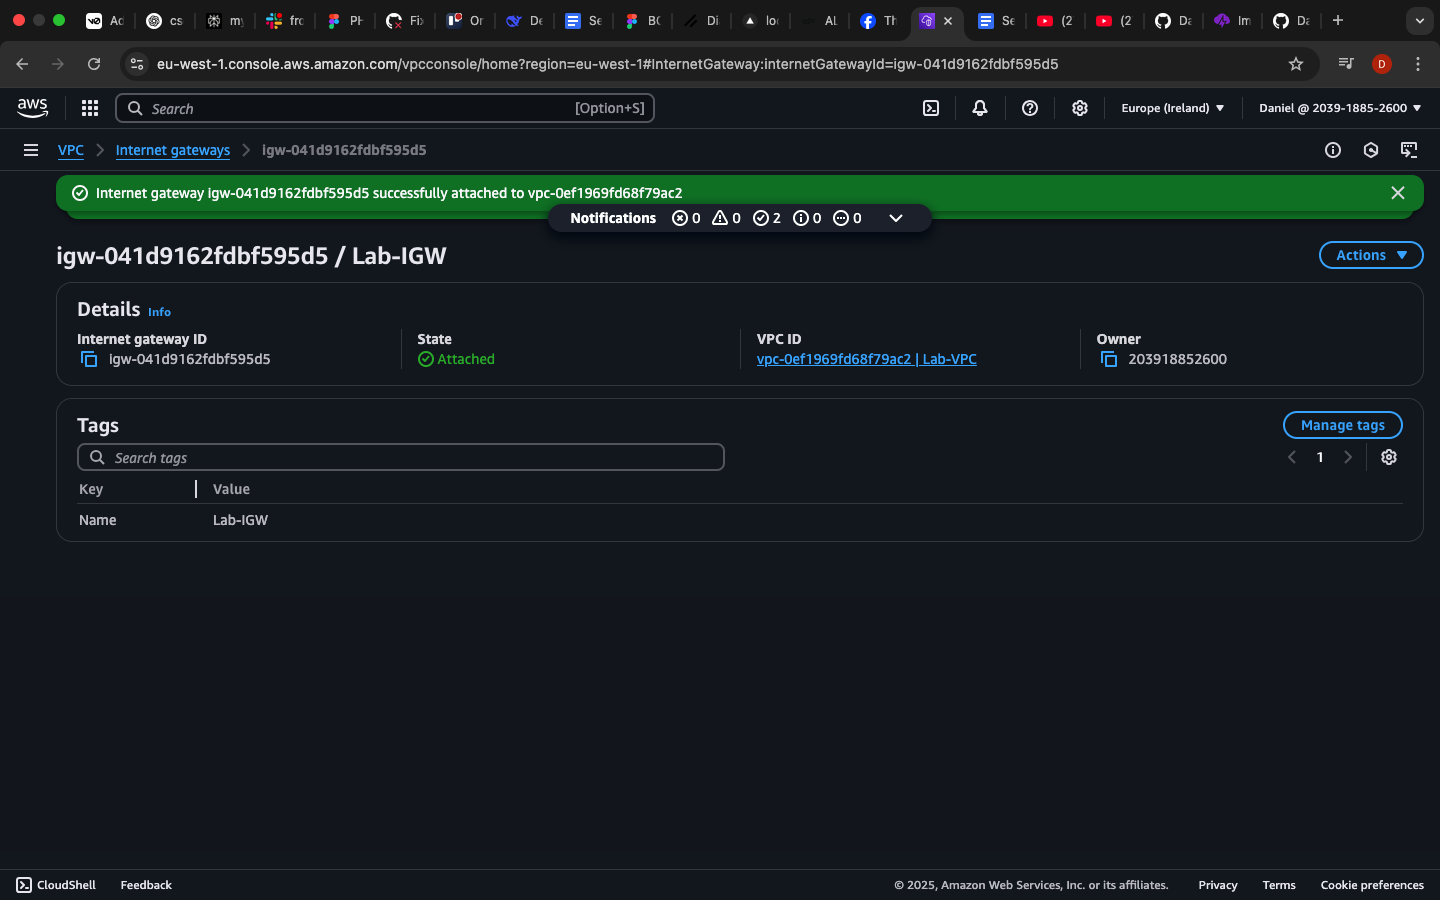 Ad
cs
my
fro
PH
Fix
Or
De
Se
BC
Di
loc
AL
Th
Se
(2
(2
Da
Im
Da
eu-west-1.console.aws.amazon.com/vpcconsole/home?region=eu-west-1#InternetGateway:internetGatewayId=igw-041d9162fdbf595d5
D
aws
Search
[Option+S]
Europe (Ireland)
Daniel @ 2039-1885-2600
VPC
Internet gateways
igw-041d9162fdbf595d5
Internet gateway igw-041d9162fdbf595d5 successfully attached to vpc-0ef1969fd68f79ac2
Notifications 0 0 2 0 0
igw-041d9162fdbf595d5 / Lab-IGW
Actions
Details Info
Internet gateway ID
igw-041d9162fdbf595d5
State
Attached
VPC ID
vpc-0ef1969fd68f79ac2 | Lab-VPC
Owner
203918852600
Tags
Manage tags
Search tags
1
Key Value
Name Lab-IGW
CloudShell
Feedback
© 2025, Amazon Web Services, Inc. or its affiliates.
Privacy
Terms
Cookie preferences